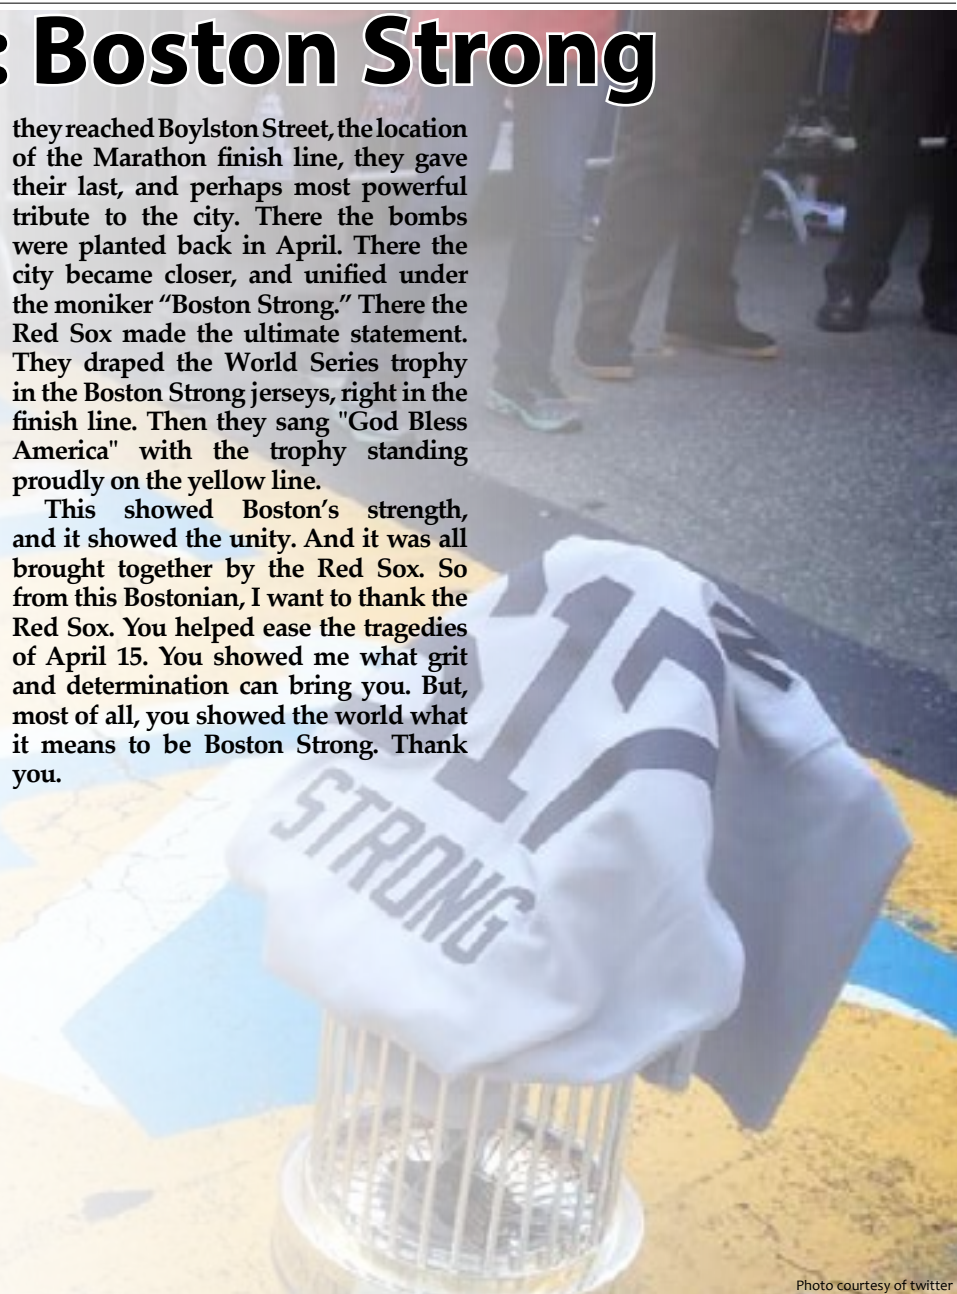 : Boston Strong
they reached Boylston Street, the location
of the Marathon finish line, they gave
their last, and perhaps most powerful
tribute to the city. There the bombs
were planted back in April. There the
city became closer, and unified under
the moniker “Boston Strong.” There the
Red Sox made the ultimate statement.
They draped the World Series trophy
in the Boston Strong jerseys, right in the
finish line. Then they sang "God Bless
America" with the trophy standing
proudly on the yellow line.
This showed Boston’s strength,
and it showed the unity. And it was all
brought together by the Red Sox. So
from this Bostonian, I want to thank the
Red Sox. You helped ease the tragedies
of April 15. You showed me what grit
and determination can bring you. But,
most of all, you showed the world what
it means to be Boston Strong. Thank
you.
617
STRONG
Photo courtesy of twitter